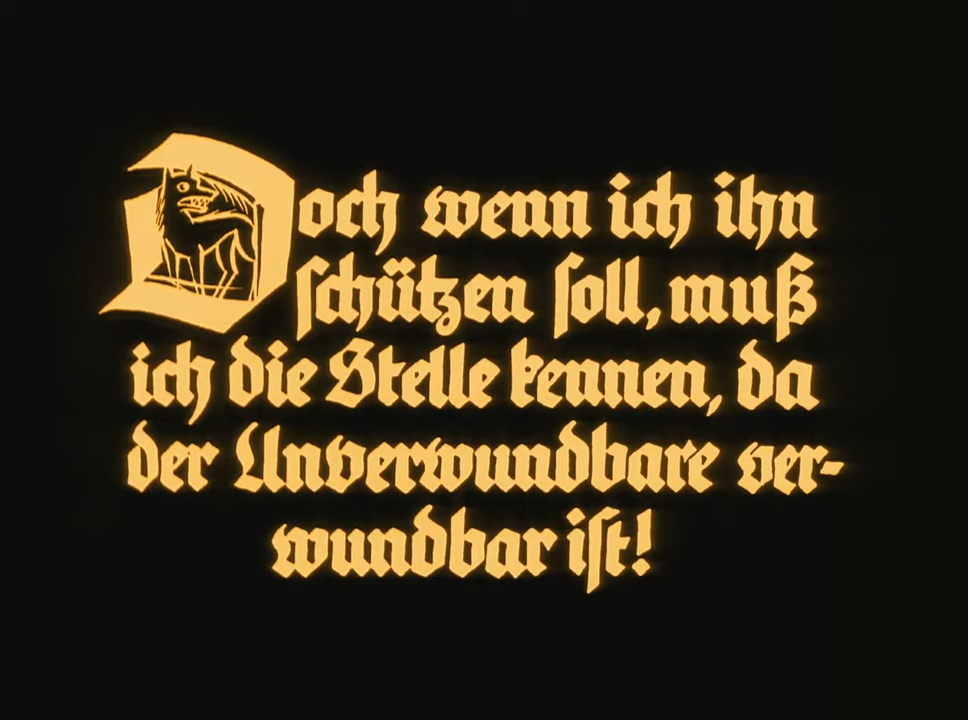 Doch wenn ich ihn
schützen soll, muß
ich die Stelle kennen, da
der Unverwundbare ver-
wundbar ist!